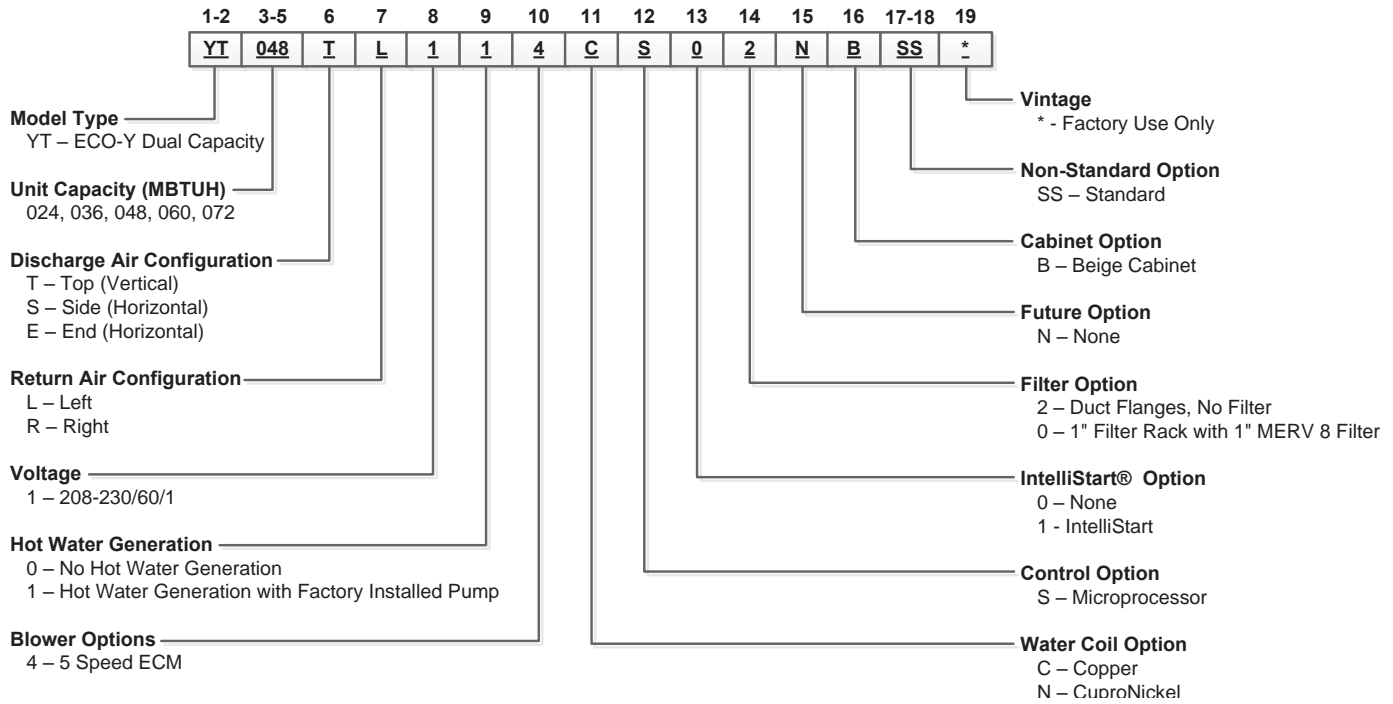 1-2 3-5 6 7 8 9 10 11 12 13 14 15 16 17-18 19
YT 048 T L 1 1 4 C S 0 2 N B SS *
Model Type
YT – ECO-Y Dual Capacity
Unit Capacity (MBTUH)
024, 036, 048, 060, 072
Discharge Air Configuration
T – Top (Vertical)
S – Side (Horizontal)
E – End (Horizontal)
Return Air Configuration
L – Left
R – Right
Voltage
1 – 208-230/60/1
Hot Water Generation
0 – No Hot Water Generation
1 – Hot Water Generation with Factory Installed Pump
Blower Options
4 – 5 Speed ECM
Vintage
* - Factory Use Only
Non-Standard Option
SS – Standard
Cabinet Option
B – Beige Cabinet
Future Option
N – None
Filter Option
2 – Duct Flanges, No Filter
0 – 1" Filter Rack with 1" MERV 8 Filter
IntelliStart® Option
0 – None
1 - IntelliStart
Control Option
S – Microprocessor
Water Coil Option
C – Copper
N – CuproNickel